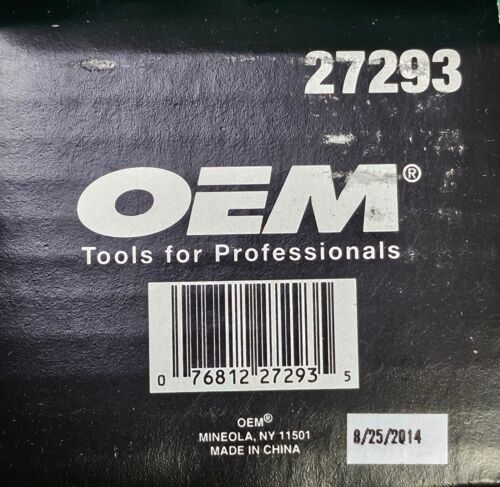 27293
OEM®
Tools for Professionals
0 76812 27293 5
OEM®
MINEOLA, NY 11501
MADE IN CHINA
8/25/2014